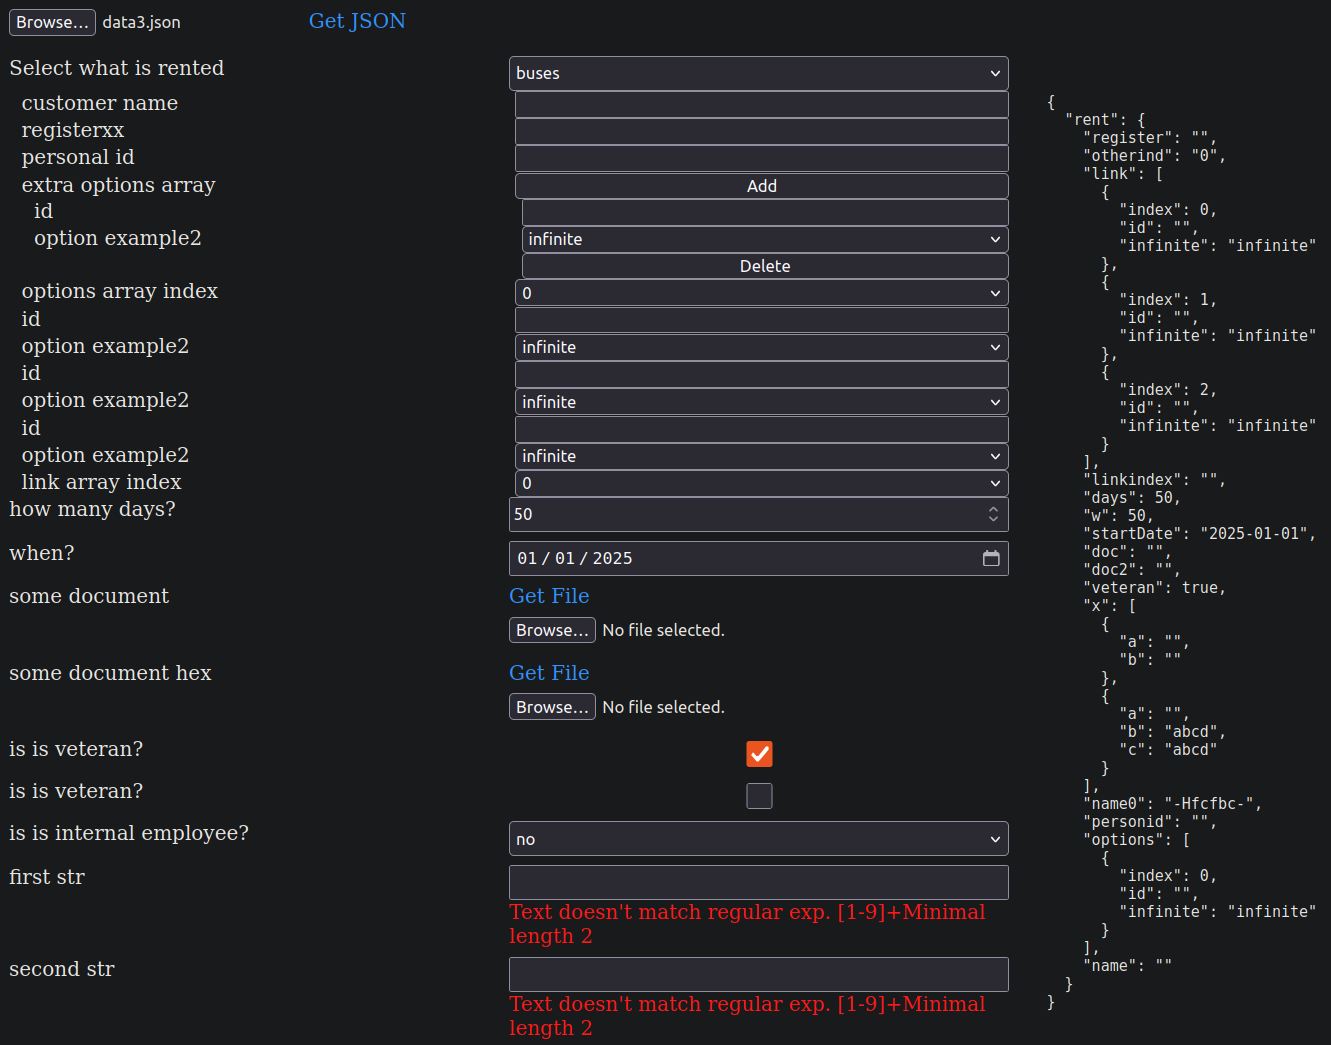 Browse... data3.json Get JSON
Select what is rented buses
customer name
registerxx
personal id
extra options array Add
id
option example2 infinite
Delete
options array index 0
id
option example2 infinite
id
option example2 infinite
id
option example2 infinite
link array index 0
how many days? 50
when? 01/01/2025
some document Get File
Browse... No file selected.
some document hex Get File
Browse... No file selected.
is is veteran?
is is veteran?
is is internal employee? no
first str
Text doesn't match regular exp. [1-9]+Minimal
length 2
second str
Text doesn't match regular exp. [1-9]+Minimal
length 2
{
  "rent": {
    "register": "",
    "otherind": "0",
    "link": [
      {
        "index": 0,
        "id": "",
        "infinite": "infinite"
      },
      {
        "index": 1,
        "id": "",
        "infinite": "infinite"
      },
      {
        "index": 2,
        "id": "",
        "infinite": "infinite"
      }
    ],
    "linkindex": "",
    "days": 50,
    "w": 50,
    "startDate": "2025-01-01",
    "doc": "",
    "doc2": "",
    "veteran": true,
    "x": [
      {
        "a": "",
        "b": ""
      },
      {
        "a": "",
        "b": "abcd",
        "c": "abcd"
      }
    ],
    "name0": "-Hfcfbc-",
    "personid": "",
    "options": [
      {
        "index": 0,
        "id": "",
        "infinite": "infinite"
      }
    ],
    "name": ""
  }
}